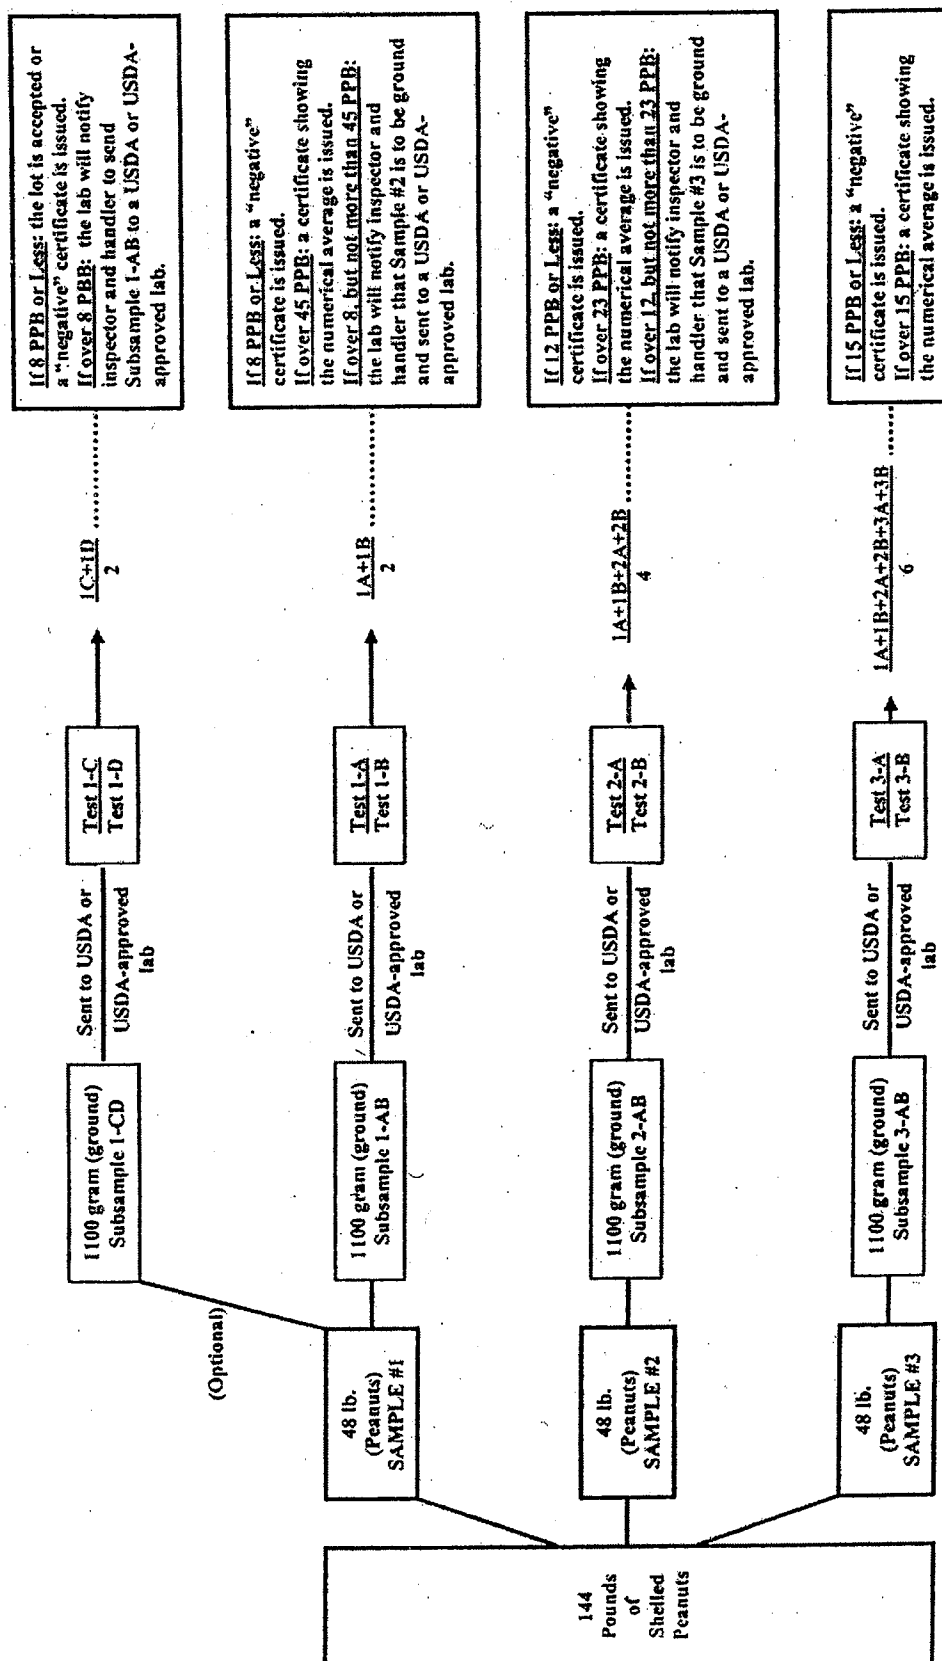 144
Pounds
of
Shelled
Peanuts
48 lb.
(Peanuts)
SAMPLE #1
48 lb.
(Peanuts)
SAMPLE #2
48 lb.
(Peanuts)
SAMPLE #3
(Optional)
1100 gram (ground)
Subsample 1-CD
1100 gram (ground)
Subsample 1-AB
1100 gram (ground)
Subsample 2-AB
1100 gram (ground)
Subsample 3-AB
Sent to USDA or
USDA-approved
lab
Sent to USDA or
USDA-approved
lab
Sent to USDA or
USDA-approved
lab
Sent to USDA or
USDA-approved
lab
Test 1-C
Test 1-D
Test 1-A
Test 1-B
Test 2-A
Test 2-B
Test 3-A
Test 3-B
1C+1D
2
1A+1B
2
1A+1B+2A+2B
4
1A+1B+2A+2B+3A+3B
6
If 8 PPB or Less: the lot is accepted or
a “negative” certificate is issued.
If over 8 PBB: the lab will notify
inspector and handler to send
Subsample 1-AB to a USDA or USDA-
approved lab.
If 8 PPB or Less: a “negative”
certificate is issued.
If over 45 PPB: a certificate showing
the numerical average is issued.
If over 8, but not more than 45 PPB:
the lab will notify inspector and
handler that Sample #2 is to be ground
and sent to a USDA or USDA-
approved lab.
If 12 PPB or Less: a “negative”
certificate is issued.
If over 23 PPB: a certificate showing
the numerical average is issued.
If over 12, but not more than 23 PPB:
the lab will notify inspector and
handler that Sample #3 is to be ground
and sent to a USDA or USDA-
approved lab.
If 15 PPB or Less: a “negative”
certificate is issued.
If over 15 PPB: a certificate showing
the numerical average is issued.